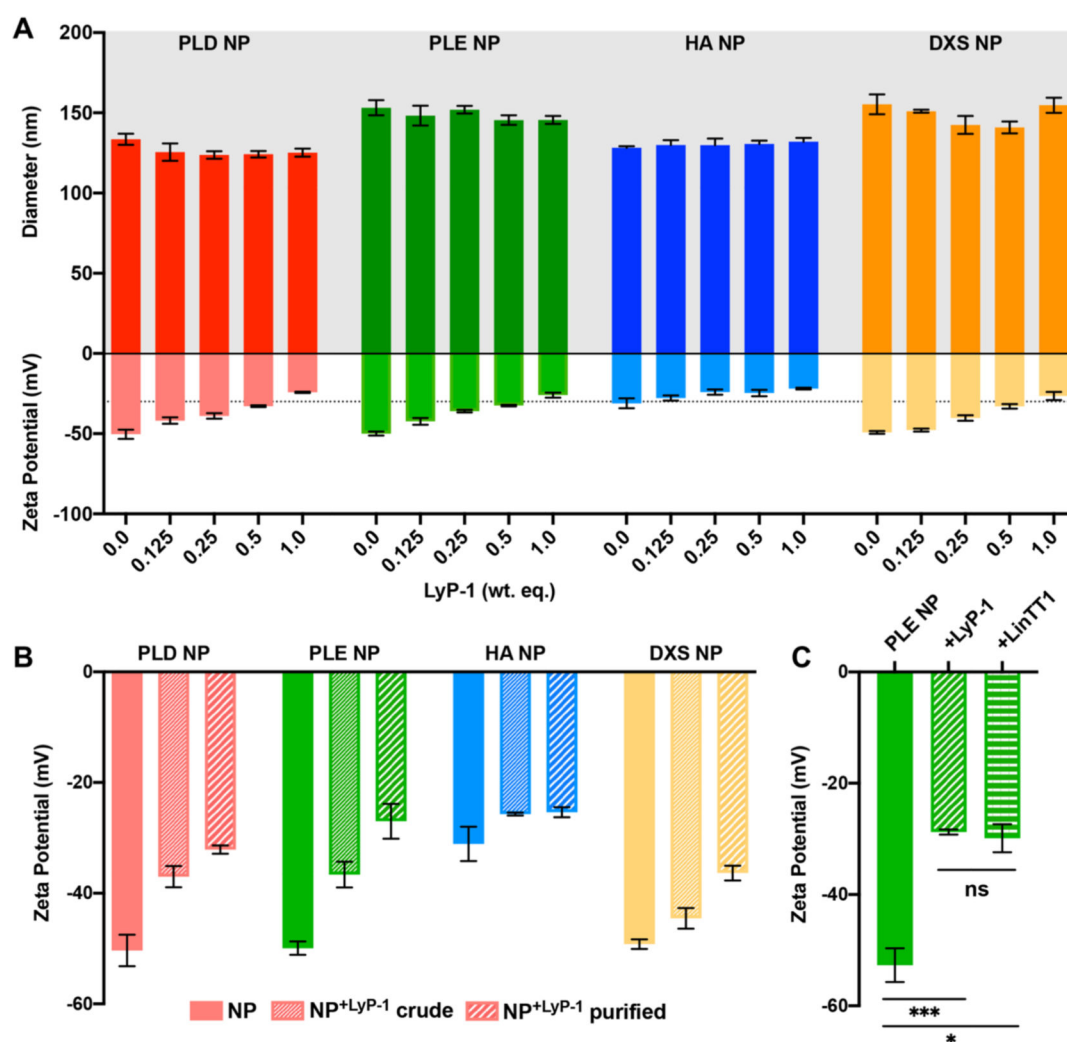 A
PLD NP PLE NP HA NP DXS NP
200
150
100
50
0
-50
-100
Diameter (nm)
Zeta Potential (mV)
0.0 0.125 0.25 0.5 1.0 0.0 0.125 0.25 0.5 1.0 0.0 0.125 0.25 0.5 1.0 0.0 0.125 0.25 0.5 1.0
LyP-1 (wt. eq.)
B
PLD NP PLE NP HA NP DXS NP
0
-20
-40
-60
Zeta Potential (mV)
NP NP+LyP-1 crude NP+LyP-1 purified
C
PLE NP +LyP-1 +LinTT1
0
-20
-40
-60
Zeta Potential (mV)
ns
***
*